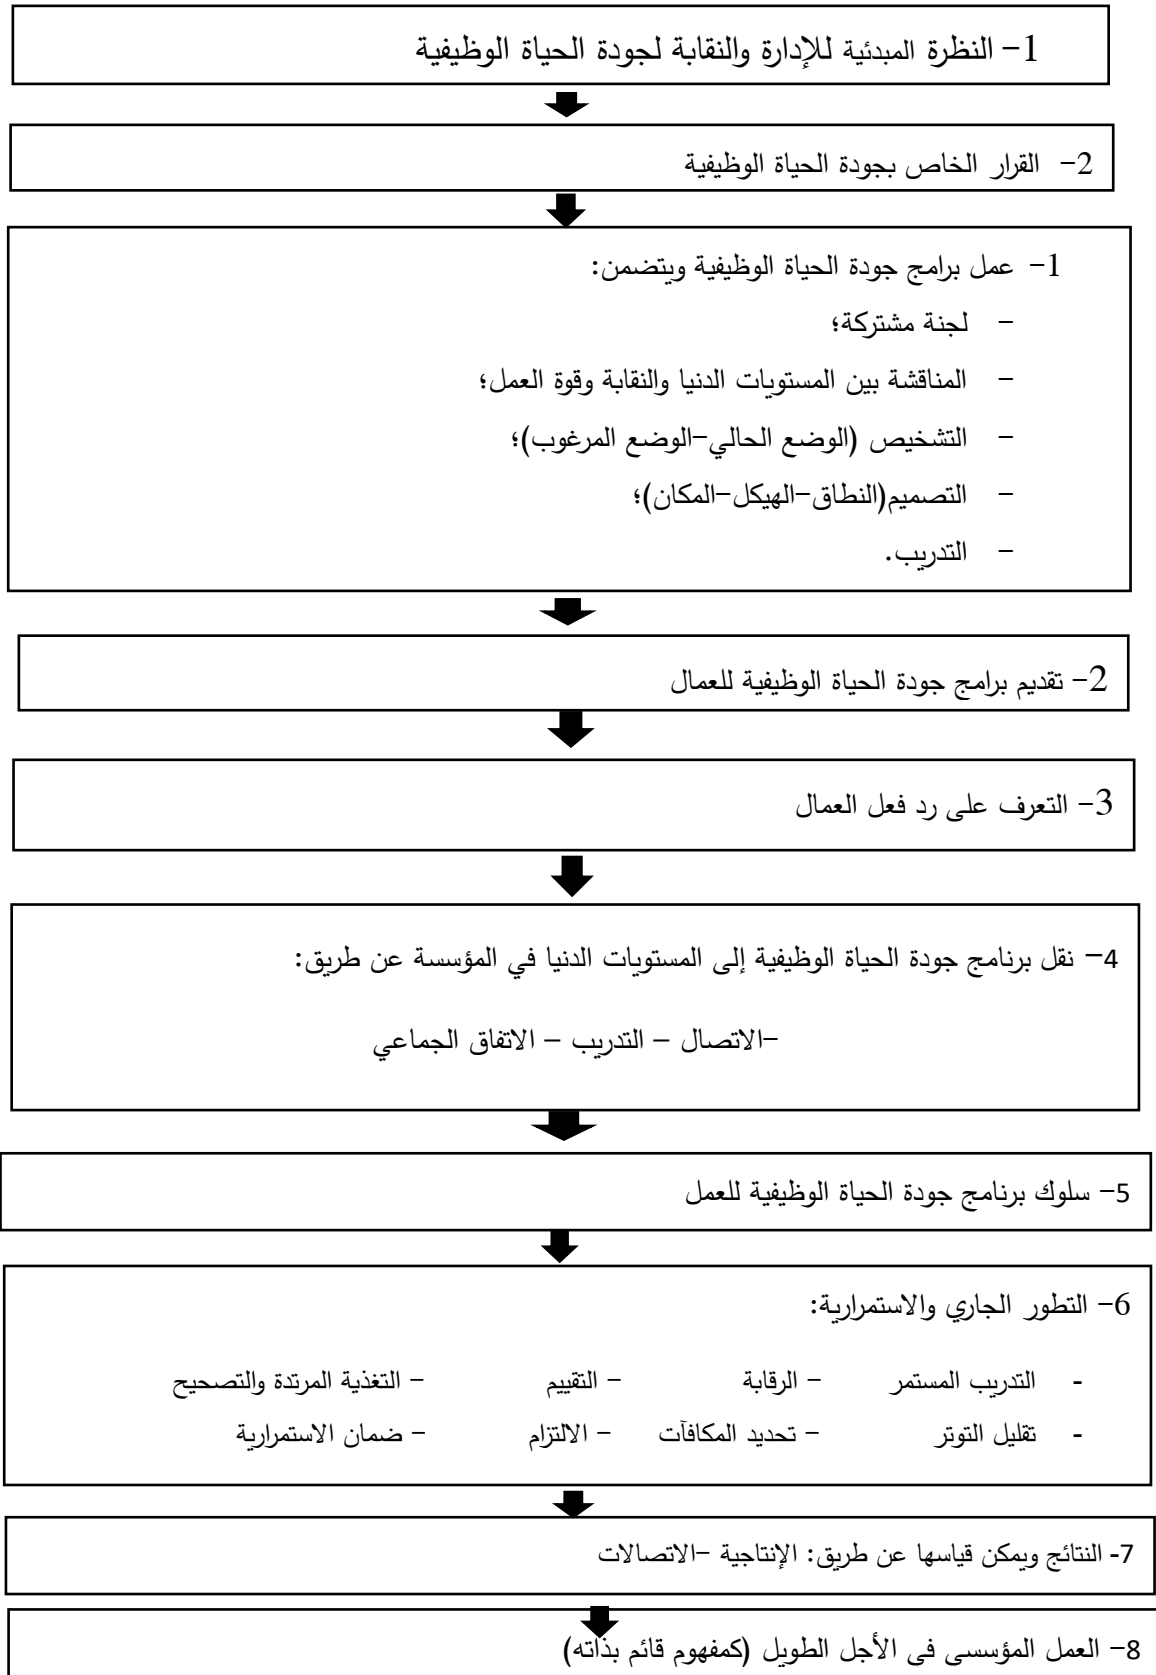 1- النظرة المبدئية للإدارة والنقابة لجودة الحياة الوظيفية
2- القرار الخاص بجودة الحياة الوظيفية
1- عمل برامج جودة الحياة الوظيفية ويتضمن:
- لجنة مشتركة؛
- المناقشة بين المستويات الدنيا والنقابة وقوة العمل؛
- التشخيص (الوضع الحالي-الوضع المرغوب)؛
- التصميم(النطاق-الهيكل-المكان)؛
- التدريب.
2- تقديم برامج جودة الحياة الوظيفية للعمال
3- التعرف على رد فعل العمال
4- نقل برنامج جودة الحياة الوظيفية إلى المستويات الدنيا في المؤسسة عن طريق:
-الاتصال – التدريب – الاتفاق الجماعي
5- سلوك برنامج جودة الحياة الوظيفية للعمل
6- التطور الجاري والاستمرارية:
- التدريب المستمر – الرقابة – التقييم – التغذية المرتدة والتصحيح
- تقليل التوتر – تحديد المكافآت – الالتزام – ضمان الاستمرارية
7- النتائج ويمكن قياسها عن طريق: الإنتاجية –الاتصالات
8- العمل المؤسسى فى الأجل الطويل (كمفهوم قائم بذاته)